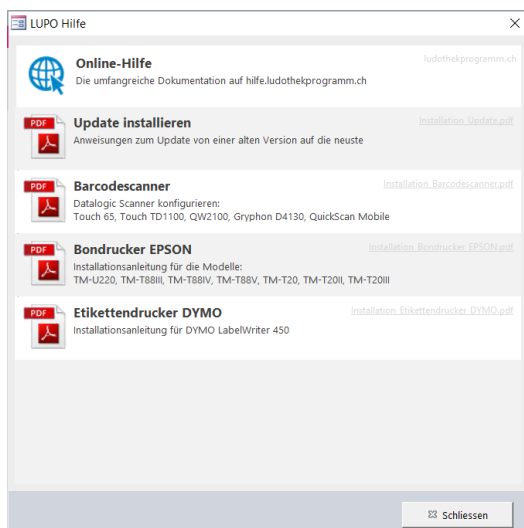 LUPO Hilfe
Online-Hilfe
ludothekprogramm.ch
Die umfangreiche Dokumentation auf hilfe.ludothekprogramm.ch
PDF
Update installieren
Installation_Update.pdf
Anweisungen zum Update von einer alten Version auf die neuste
PDF
Barcodescanner
Installation_Barcodescanner.pdf
Datalogic Scanner konfigurieren:
Touch 65, Touch TD1100, QW2100, Gryphon D4130, QuickScan Mobile
PDF
Bondrucker EPSON
Installation_Bondrucker EPSON.pdf
Installationsanleitung für die Modelle:
TM-U220, TM-T88III, TM-T88IV, TM-T88V, TM-T20, TM-T20II, TM-T20III
PDF
Etikettendrucker DYMO
Installation_Etikettendrucker DYMO.pdf
Installationsanleitung für DYMO LabelWriter 450
Schliessen